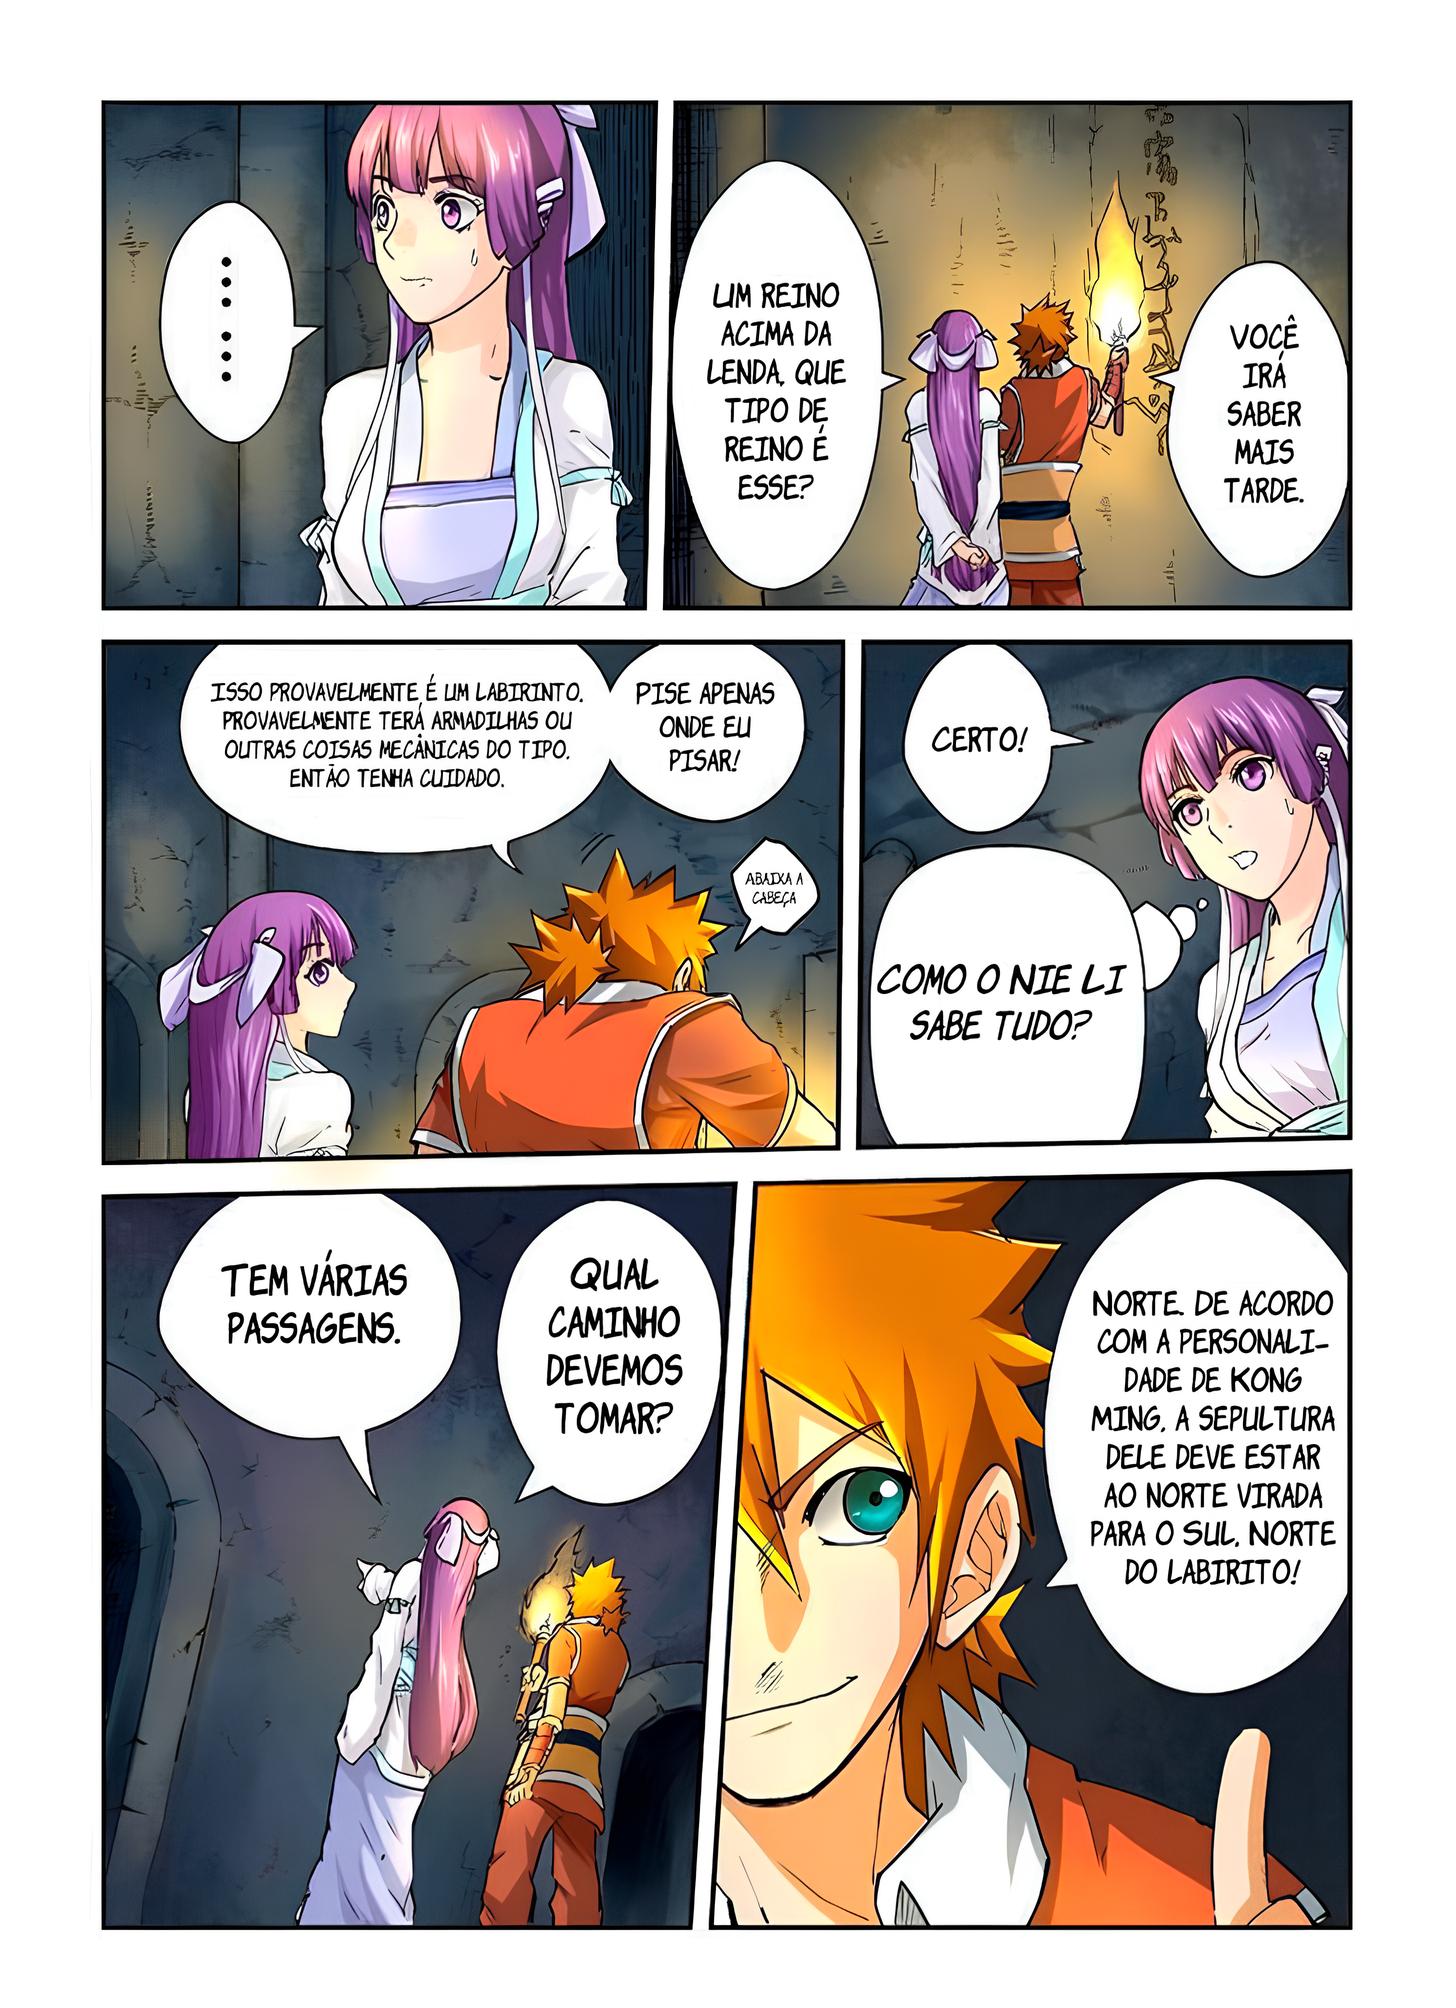 ......
UM REINO
ACIMA DA
LENDA, QUE
TIPO DE
REINO É
ESSE?
VOCÊ
IRÁ
SABER
MAIS
TARDE.
ISSO PROVAVELMENTE É UM LABIRINTO.
PROVAVELMENTE TERÁ ARMADILHAS OU
OUTRAS COISAS MECÂNICAS DO TIPO.
ENTÃO TENHA CUIDADO.
PISE APENAS
ONDE EU
PISAR!
ABAIXA A
CABEÇA
CERTO!
COMO O NIE LI
SABE TUDO?
TEM VÁRIAS
PASSAGENS.
QUAL
CAMINHO
DEVEMOS
TOMAR?
NORTE. DE ACORDO
COM A PERSONALI-
DADE DE KONG
MING, A SEPULTURA
DELE DEVE ESTAR
AO NORTE VIRADA
PARA O SUL. NORTE
DO LABIRITO!